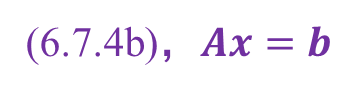 (6.7.4b), Ax = b